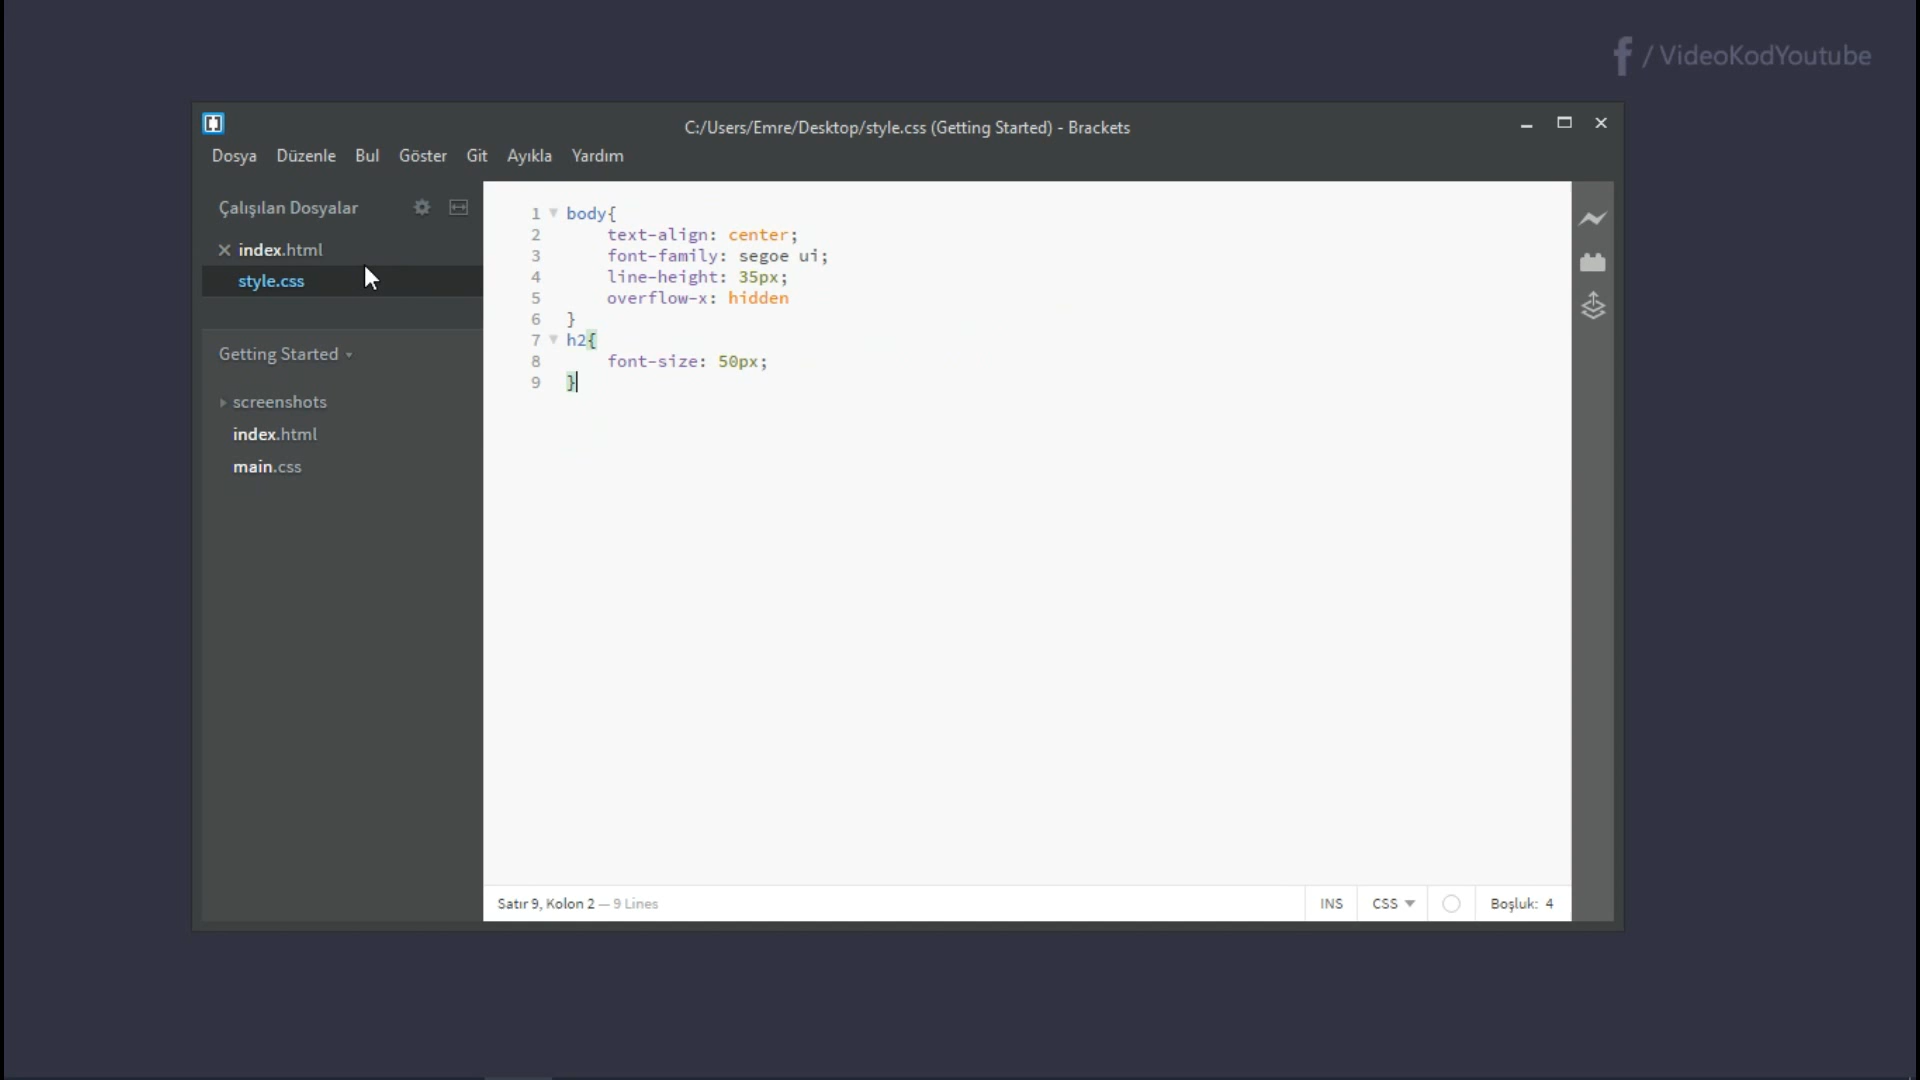 f / VideoKodYoutube
C:/Users/Emre/Desktop/style.css (Getting Started) - Brackets
Dosya Düzenle Bul Göster Git Ayıkla Yardım
Çalışılan Dosyalar
index.html
style.css
Getting Started
screenshots
index.html
main.css
1 body{
2 text-align: center;
3 font-family: segoe ui;
4 line-height: 35px;
5 overflow-x: hidden
6 }
7 h2{
8 font-size: 50px;
9 }
Satır 9, Kolon 2 — 9 Lines
INS CSS Boşluk: 4